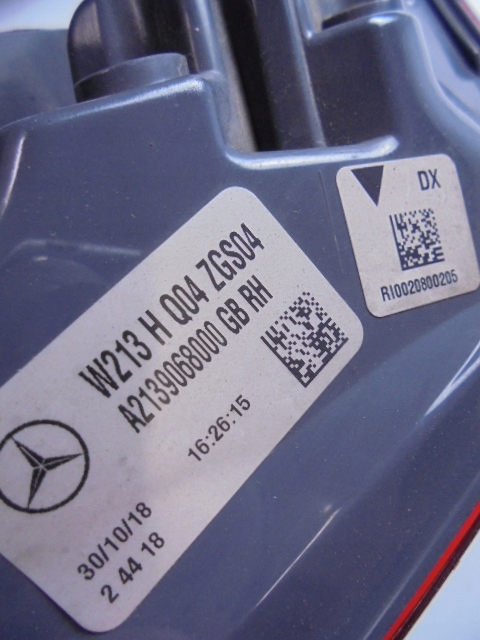 W213 H Q04 ZGS04
A2139068000 GB RH
16:26:15
30/10/18
2 44 18
DX
RI0020800205